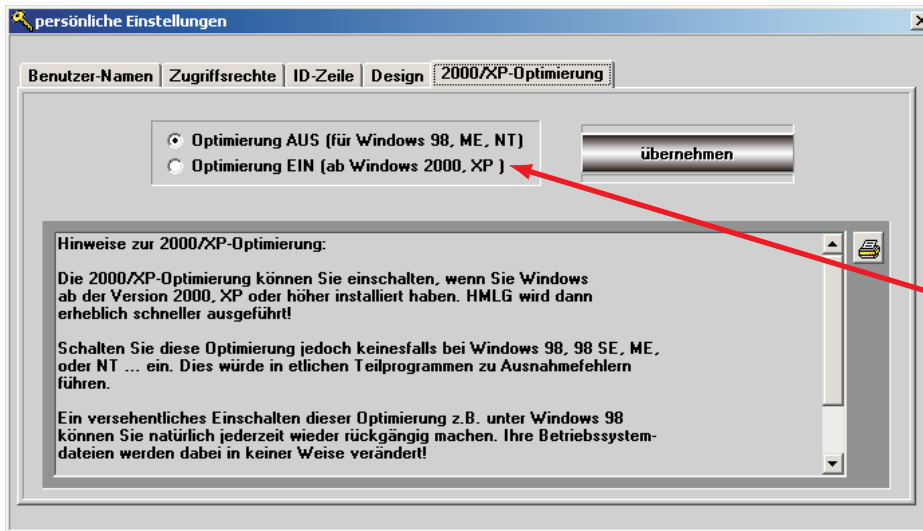 persönliche Einstellungen
Benutzer-Namen Zugriffsrechte ID-Zeile Design 2000/XP-Optimierung
Optimierung AUS (für Windows 98, ME, NT)
Optimierung EIN (ab Windows 2000, XP )
übernehmen
Hinweise zur 2000/XP-Optimierung:
Die 2000/XP-Optimierung können Sie einschalten, wenn Sie Windows
ab der Version 2000, XP oder höher installiert haben. HMLG wird dann
erheblich schneller ausgeführt!
Schalten Sie diese Optimierung jedoch keinesfalls bei Windows 98, 98 SE, ME,
oder NT ... ein. Dies würde in etlichen Teilprogrammen zu Ausnahmefehlern
führen.
Ein versehentliches Einschalten dieser Optimierung z.B. unter Windows 98
können Sie natürlich jederzeit wieder rückgängig machen. Ihre Betriebssystem-
dateien werden dabei in keiner Weise verändert!